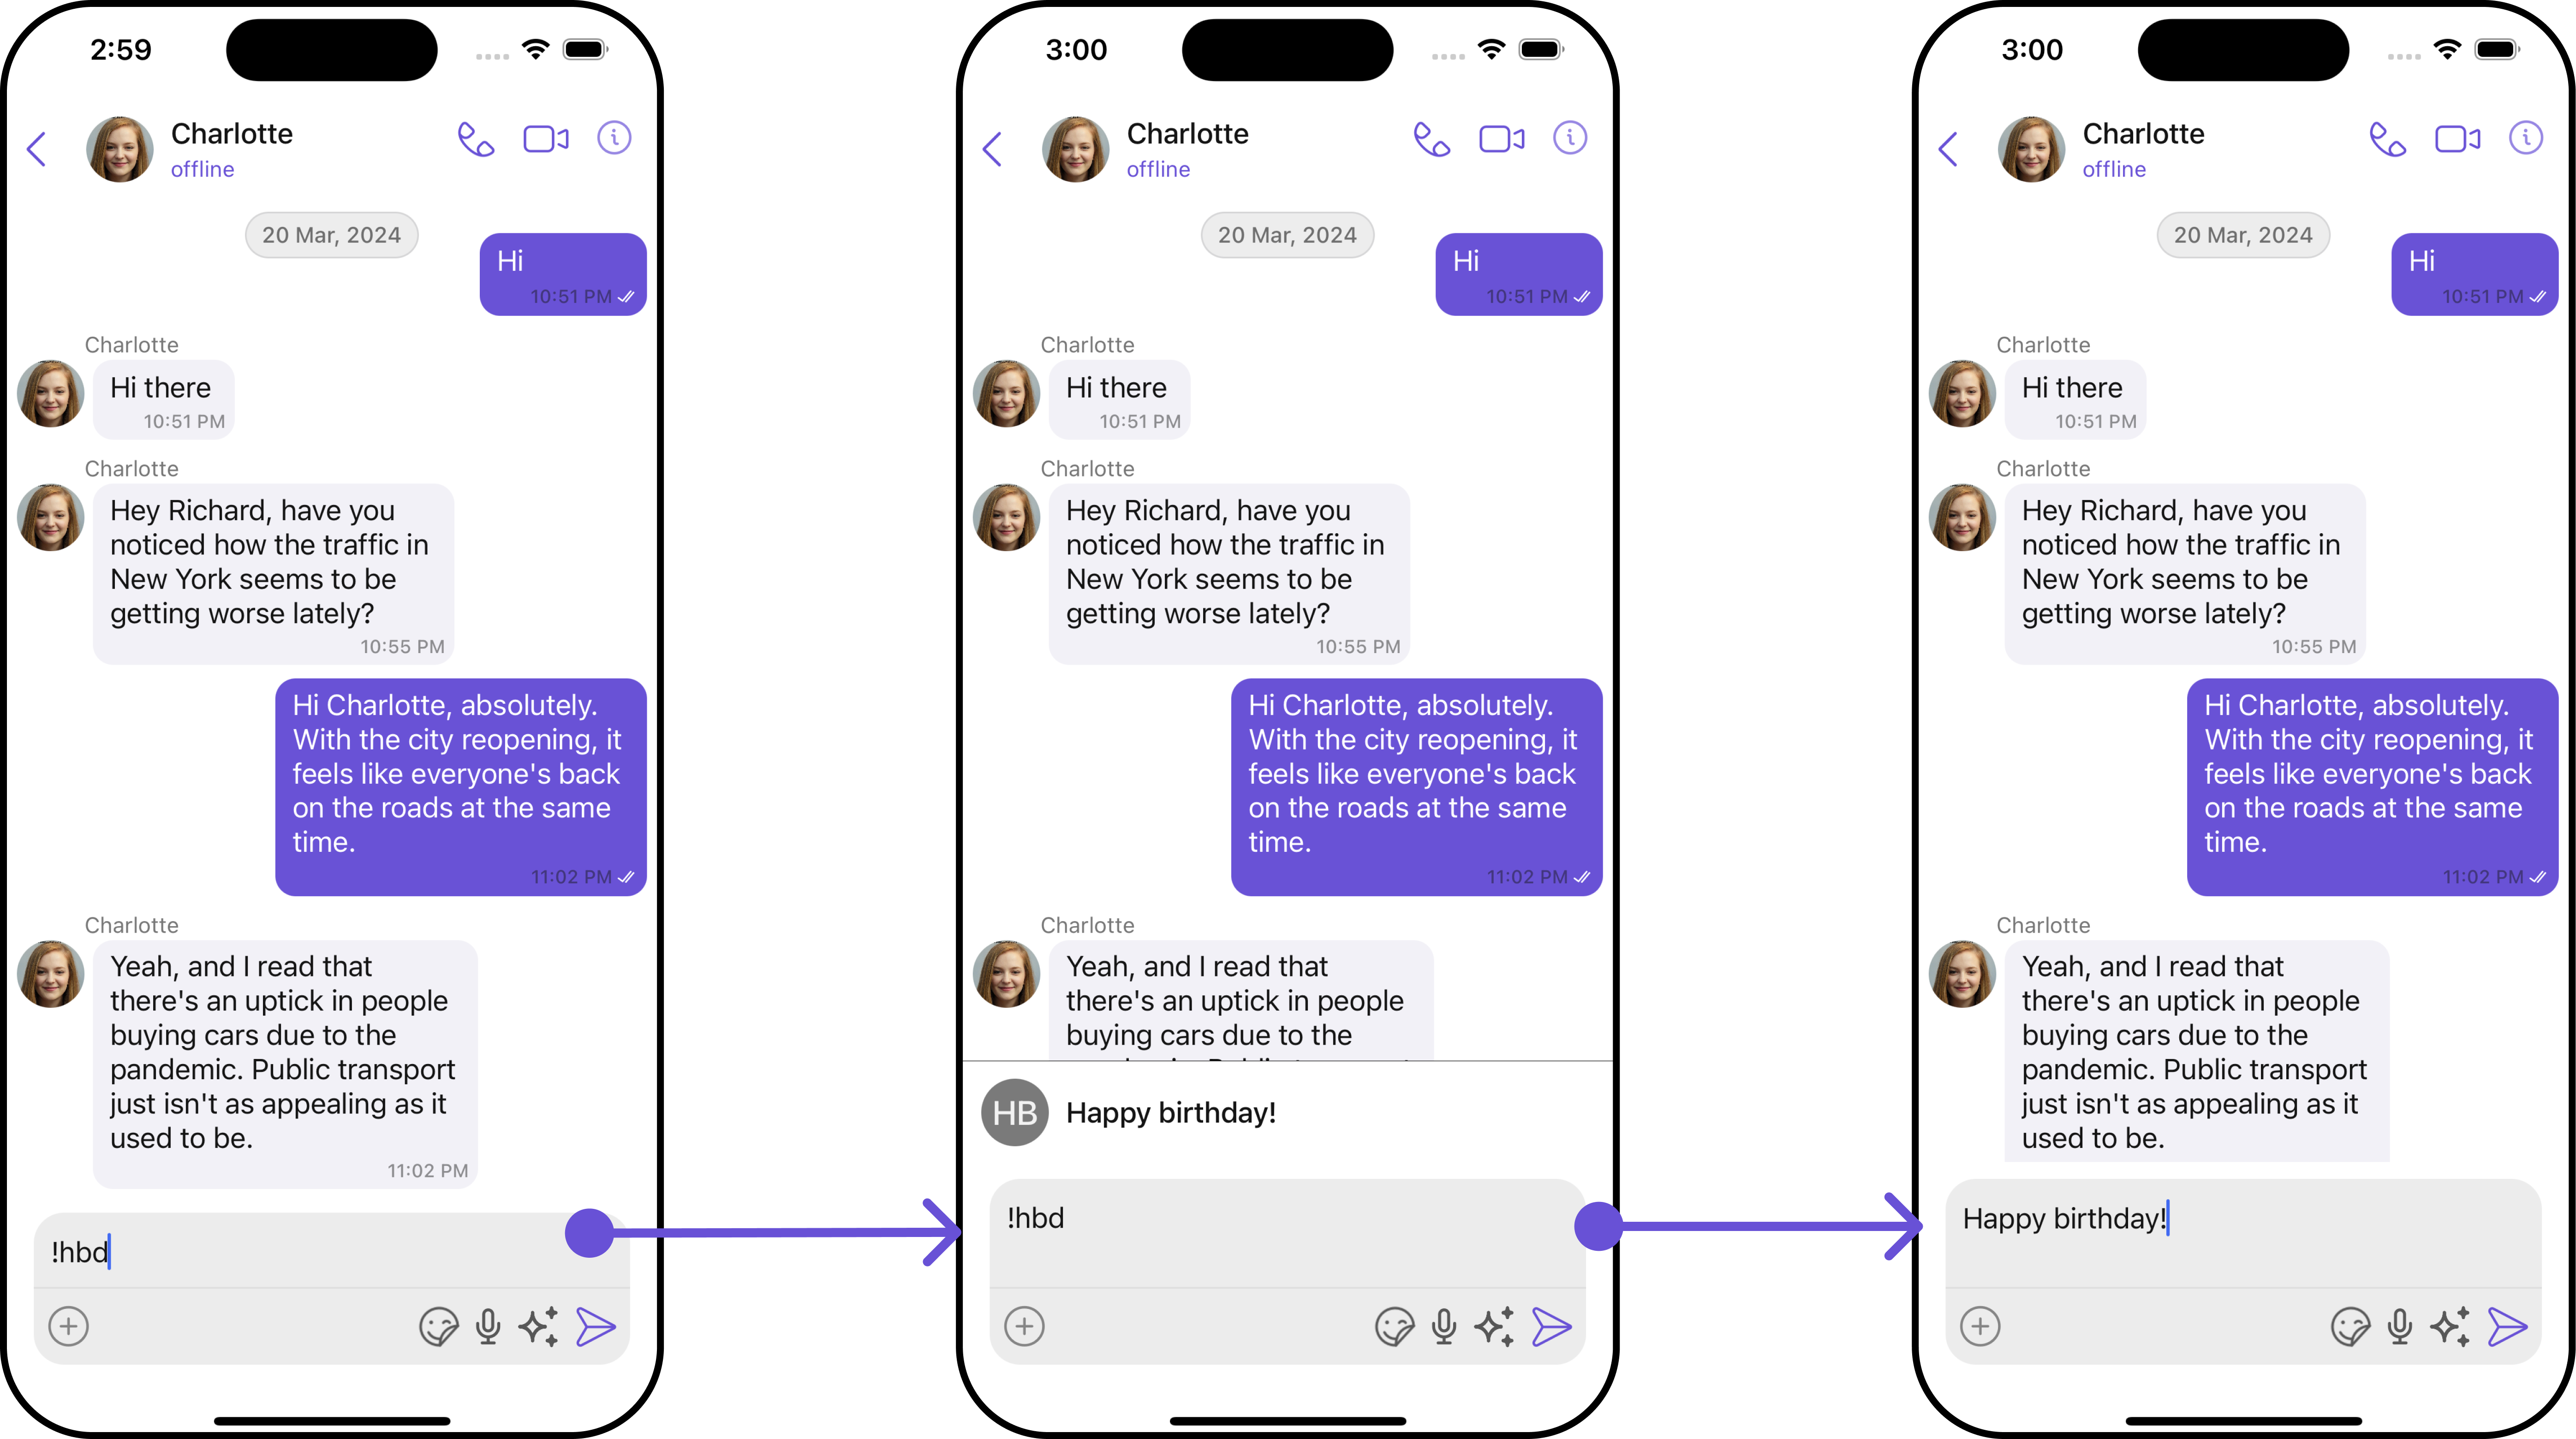 2:59
Charlotte
offline
20 Mar, 2024
Hi
10:51 PM
Charlotte
Hi there
10:51 PM
Charlotte
Hey Richard, have you
noticed how the traffic in
New York seems to be
getting worse lately?
10:55 PM
Hi Charlotte, absolutely.
With the city reopening, it
feels like everyone's back
on the roads at the same
time.
11:02 PM
Charlotte
Yeah, and I read that
there's an uptick in people
buying cars due to the
pandemic. Public transport
just isn't as appealing as it
used to be.
11:02 PM
!hbd
3:00
Charlotte
offline
20 Mar, 2024
Hi
10:51 PM
Charlotte
Hi there
10:51 PM
Charlotte
Hey Richard, have you
noticed how the traffic in
New York seems to be
getting worse lately?
10:55 PM
Hi Charlotte, absolutely.
With the city reopening, it
feels like everyone's back
on the roads at the same
time.
11:02 PM
Charlotte
Yeah, and I read that
there's an uptick in people
buying cars due to the
HB Happy birthday!
!hbd
3:00
Charlotte
offline
20 Mar, 2024
Hi
10:51 PM
Charlotte
Hi there
10:51 PM
Charlotte
Hey Richard, have you
noticed how the traffic in
New York seems to be
getting worse lately?
10:55 PM
Hi Charlotte, absolutely.
With the city reopening, it
feels like everyone's back
on the roads at the same
time.
11:02 PM
Charlotte
Yeah, and I read that
there's an uptick in people
buying cars due to the
pandemic. Public transport
just isn't as appealing as it
used to be.
Happy birthday!